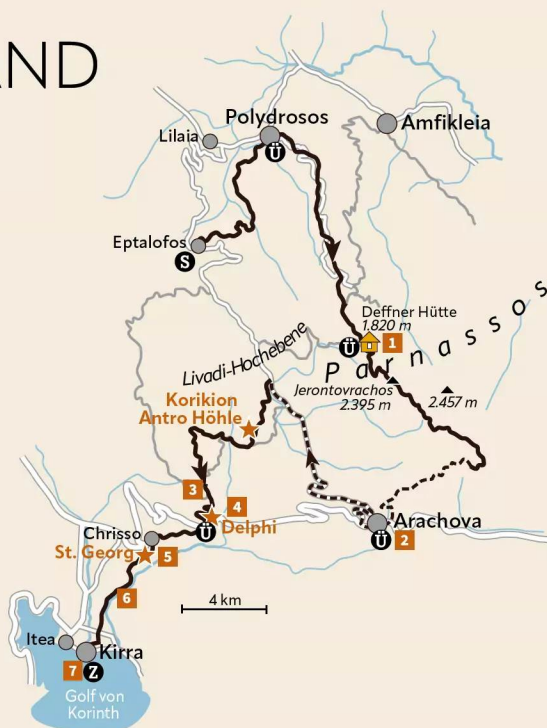 ND
Polydrosos
Amfikleia
Lilaia
Ü
Eptalofos
S
Deffner Hütte
1.820 m
Ü
1
Parnassos
Livadi-Hochebene
Jerontovrachos
2.395 m
2.457 m
Korikion
Antro Höhle
3
4
Delphi
Ü
Arachova
Ü
2
Chrisso
St. Georg
5
6
4 km
Itea
Kirra
7
Z
Golf von
Korinth